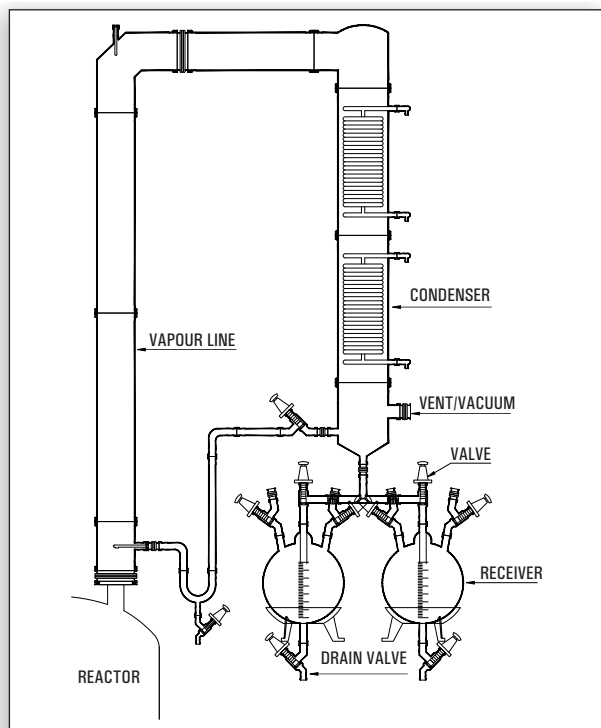 CONDENSER
VAPOUR LINE
VENT/VACUUM
VALVE
RECEIVER
DRAIN VALVE
REACTOR